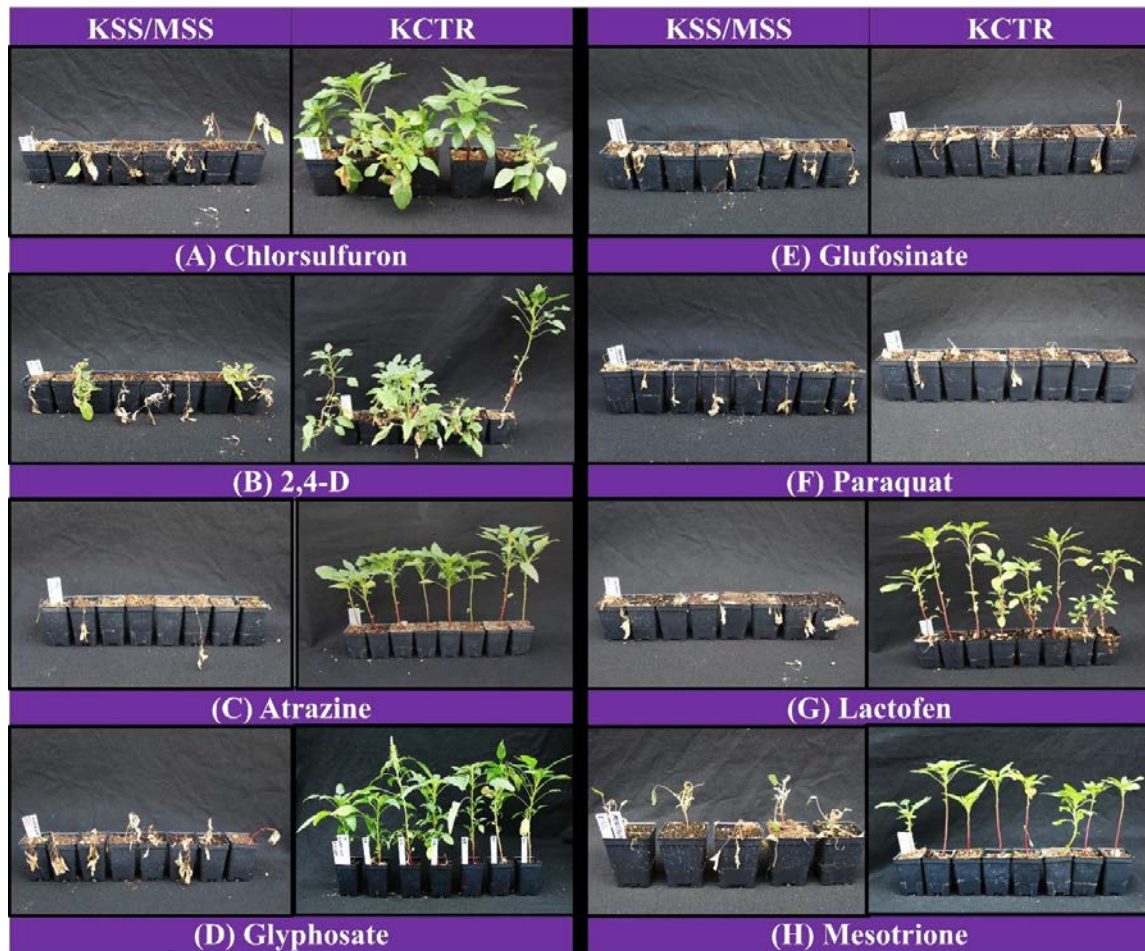 KSS/MSS KCTR KSS/MSS KCTR
(A) Chlorsulfuron (E) Glufosinate
(B) 2,4-D (F) Paraquat
(C) Atrazine (G) Lactofen
(D) Glyphosate (H) Mesotrione